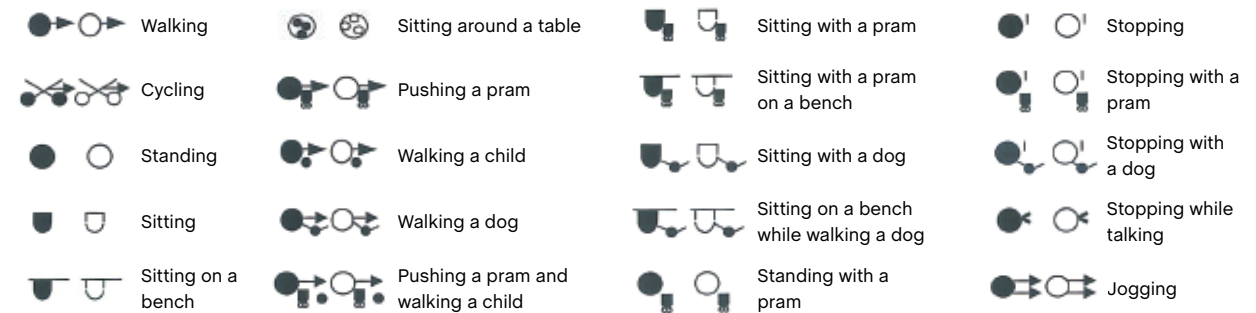 Walking
Cycling
Standing
Sitting
Sitting on a
bench
Sitting around a table
Pushing a pram
Walking a child
Walking a dog
Pushing a pram and
walking a child
Sitting with a pram
Sitting with a pram
on a bench
Sitting with a dog
Sitting on a bench
while walking a dog
Standing with a
pram
Stopping
Stopping with a
pram
Stopping with
a dog
Stopping while
talking
Jogging